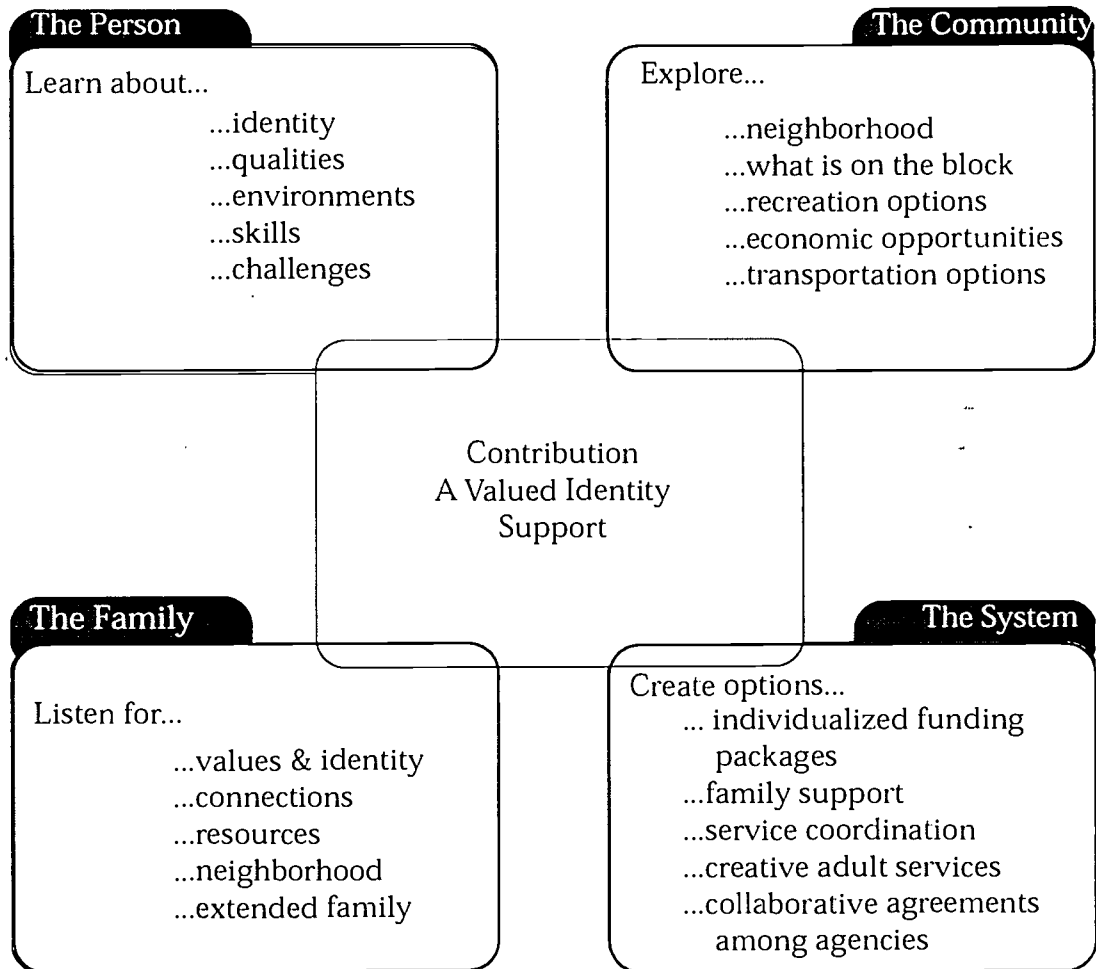 The Person
Learn about...
...identity
...qualities
...environments
...skills
...challenges
The Community
Explore...
...neighborhood
...what is on the block
...recreation options
...economic opportunities
...transportation options
Contribution
A Valued Identity
Support
The Family
Listen for...
...values & identity
...connections
...resources
...neighborhood
...extended family
The System
Create options...
... individualized funding
packages
...family support
...service coordination
...creative adult services
...collaborative agreements
among agencies